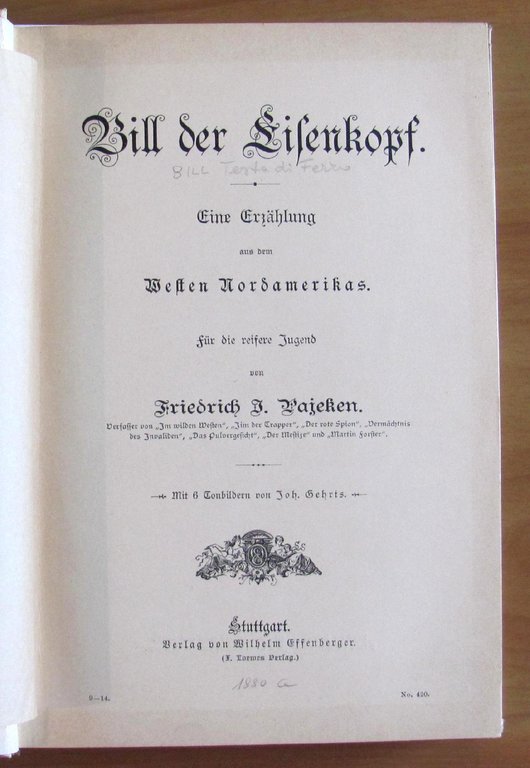 Bill der Eiſenkopf.
BILL Testa di Ferro
Eine Erzählung
aus dem
Weſten Nordamerikas.
Für die reifere Jugend
von
Friedrich J. Pajeken.
Verfaſſer von „Im wilden Weſten“, „Jim der Trapper“, „Der rote Spion“, „Vermächtnis
des Invaliden“, „Das Pulvergeſicht“, „Der Meſtize“ und „Martin Forſter“.
Mit 6 Tonbildern von Joh. Gehrts.
Stuttgart.
Verlag von Wilhelm Effenberger.
(F. Loewes Verlag.)
1880 a
9—14.
No. 400.